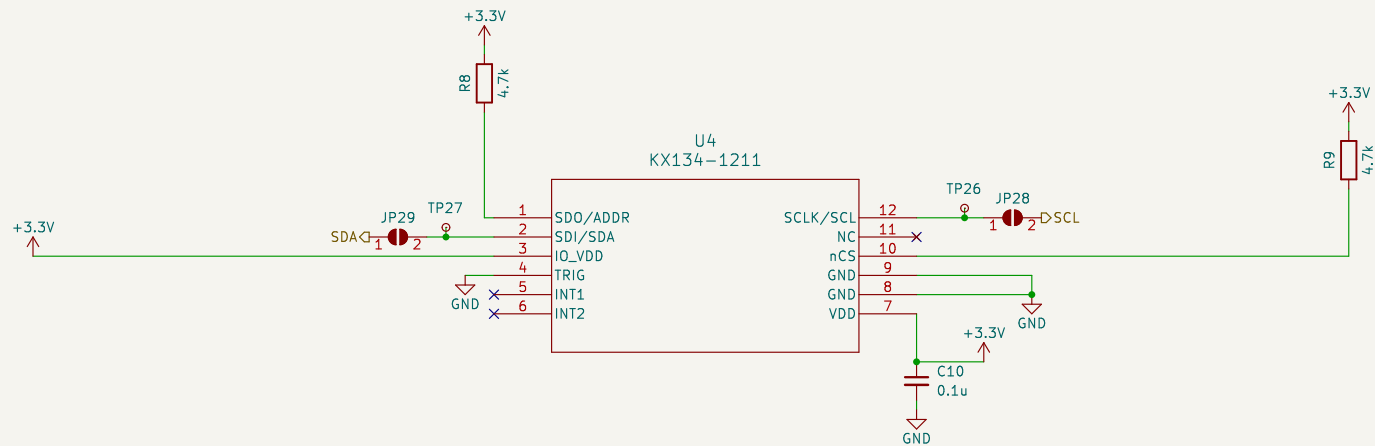 +3.3V
R8
4.7k
+3.3V
R9
4.7k
U4
KX134-1211
+3.3V
SDA
JP29
1 2
TP27
1 SDO/ADDR
2 SDI/SDA
3 IO_VDD
4 TRIG
5 INT1
6 INT2
GND
SCLK/SCL 12
NC 11
nCS 10
GND 9
GND 8
VDD 7
TP26
JP28
1 2
SCL
GND
+3.3V
C10
0.1u
GND